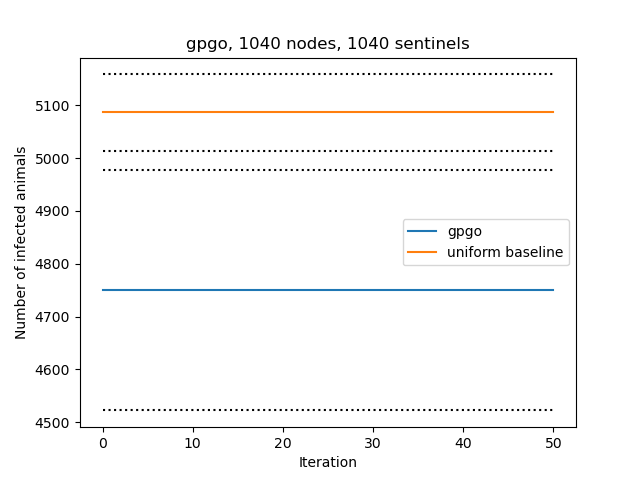 gpgo, 1040 nodes, 1040 sentinels
5100
5000
4900
4800
4700
4600
4500
Number of infected animals
gpgo
uniform baseline
0 10 20 30 40 50
Iteration